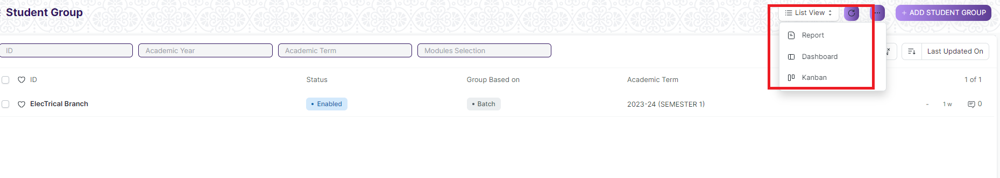 Student Group
List View
ADD STUDENT GROUP
Report
Dashboard
Kanban
ID
Academic Year
Academic Term
Modules Selection
Last Updated On
ID
Status
Group Based on
Academic Term
1 of 1
ElecTrical Branch
Enabled
Batch
2023-24 (SEMESTER 1)
-
1 w
0